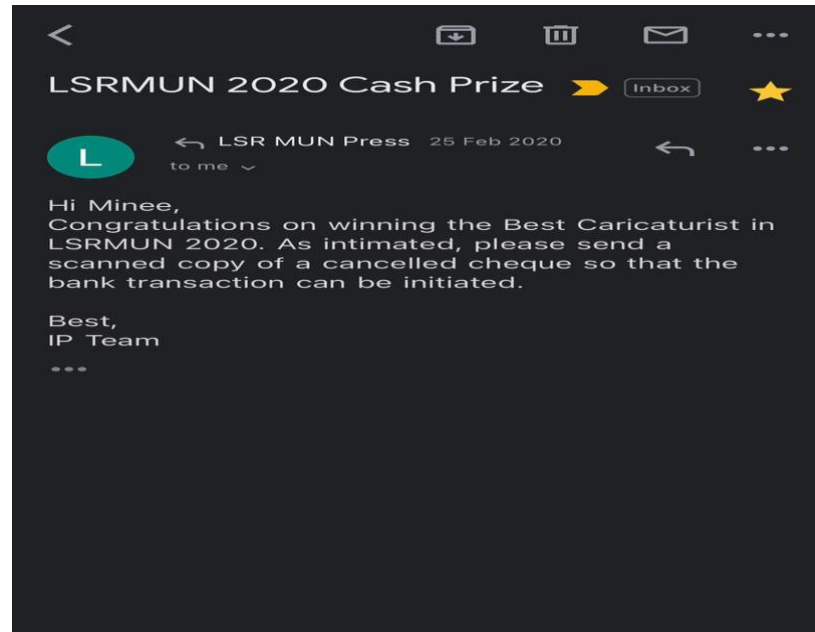 LSRMUN 2020 Cash Prize Inbox
L
LSR MUN Press 25 Feb 2020
to me
Hi Minee,
Congratulations on winning the Best Caricaturist in
LSRMUN 2020. As intimated, please send a
scanned copy of a cancelled cheque so that the
bank transaction can be initiated.
Best,
IP Team